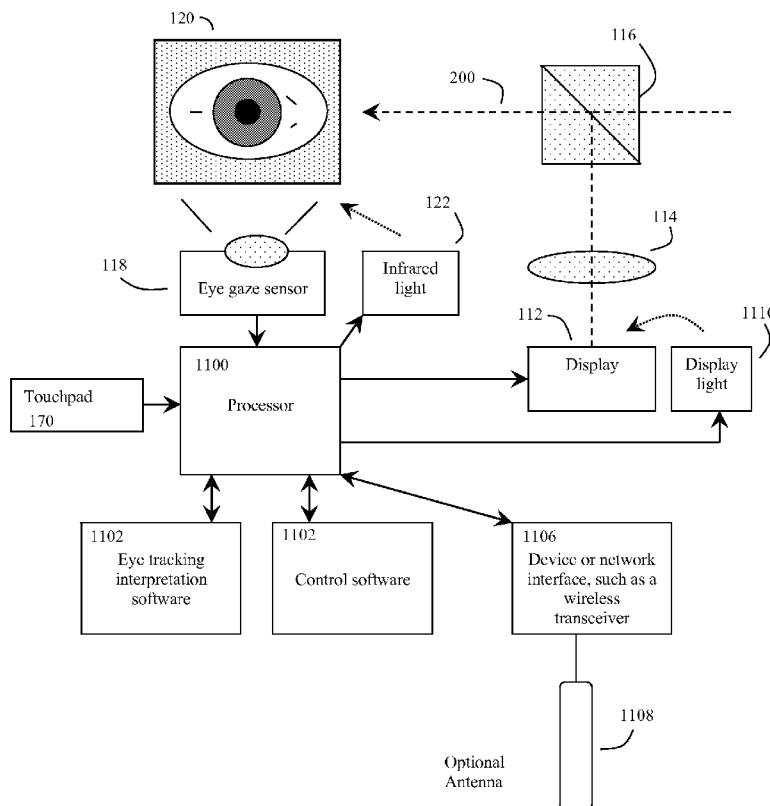 120
116
200
122
114
118
Eye gaze sensor
Infrared
light
112
1110
1100
Display
Display
light
Touchpad
170
Processor
1102
Eye tracking
interpretation
software
1102
Control software
1106
Device or network
interface, such as a
wireless
transceiver
1108
Optional
Antenna